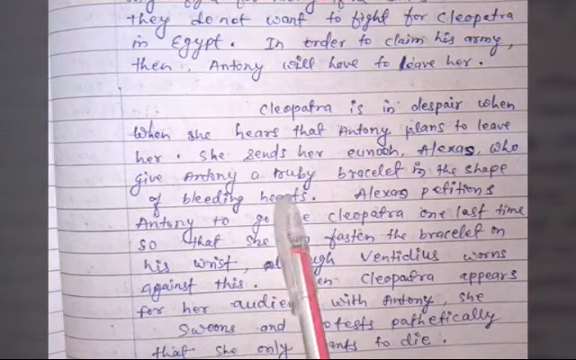 they do not want to fight for Cleopatra
in Egypt. In order to claim his army,
then, Antony will have to leave her.
Cleopatra is in despair when
when she hears that Antony plans to leave
her. She sends her eunoch, Alexas, who
give Antony a ruby bracelet in the shape
of bleeding hearts. Alexas petitions
Antony to go cleopatra one last time
so that she fasten the bracelet on
his wrist, Ventidius warns
against this. Cleopatra appears
for her with Antony, she
swoons and pathetically
that she only to die.